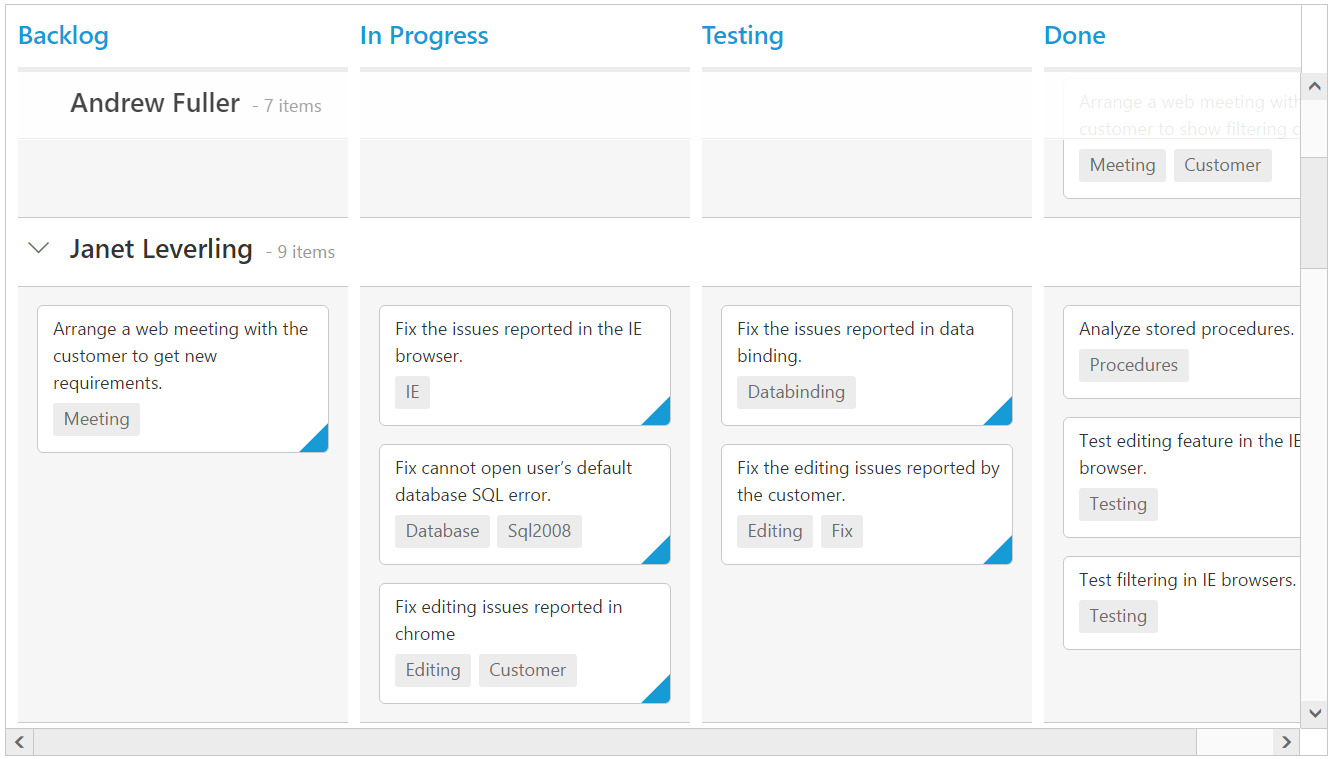 Backlog
In Progress
Testing
Done
Andrew Fuller - 7 items
Arrange a web meeting with
customer to show filtering
Meeting Customer
Janet Leverling - 9 items
Arrange a web meeting with the
customer to get new
requirements.
Meeting
Fix the issues reported in the IE
browser.
IE
Fix cannot open user’s default
database SQL error.
Database Sql2008
Fix editing issues reported in
chrome
Editing Customer
Fix the issues reported in data
binding.
Databinding
Fix the editing issues reported by
the customer.
Editing Fix
Analyze stored procedures.
Procedures
Test editing feature in the IE
browser.
Testing
Test filtering in IE browsers.
Testing